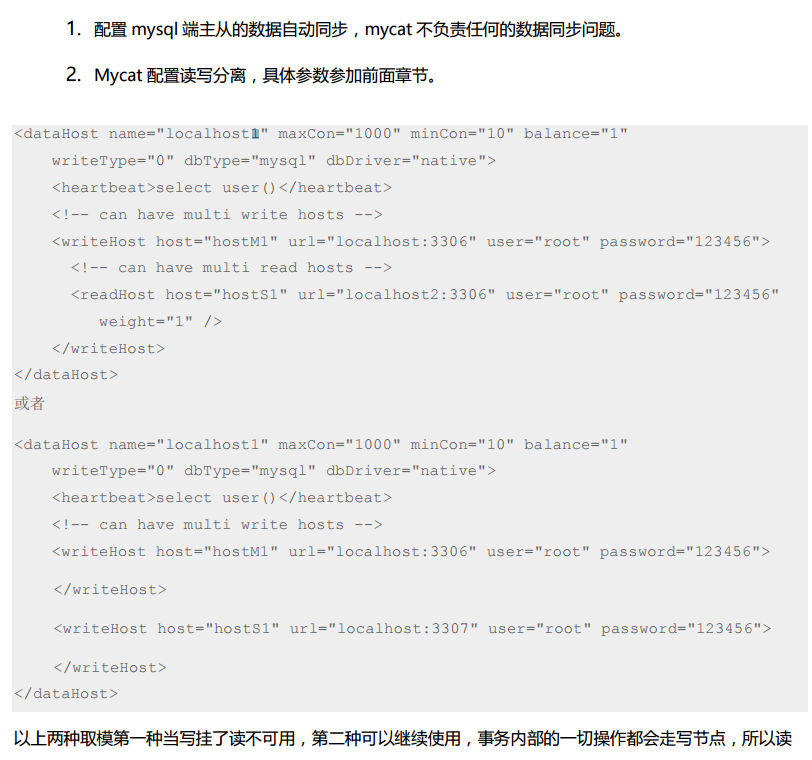 1. 配置 mysql 端主从的数据自动同步，mycat 不负责任何的数据同步问题。
2. Mycat 配置读写分离，具体参数参加前面章节。
<dataHost name="localhost1" maxCon="1000" minCon="10" balance="1"
writeType="0" dbType="mysql" dbDriver="native">
<heartbeat>select user()</heartbeat>
<!-- can have multi write hosts -->
<writeHost host="hostM1" url="localhost:3306" user="root" password="123456">
<!-- can have multi read hosts -->
<readHost host="hostS1" url="localhost2:3306" user="root" password="123456"
weight="1" />
</writeHost>
</dataHost>
或者
<dataHost name="localhost1" maxCon="1000" minCon="10" balance="1"
writeType="0" dbType="mysql" dbDriver="native">
<heartbeat>select user()</heartbeat>
<!-- can have multi write hosts -->
<writeHost host="hostM1" url="localhost:3306" user="root" password="123456">
</writeHost>
<writeHost host="hostS1" url="localhost:3307" user="root" password="123456">
</writeHost>
</dataHost>
以上两种取模第一种当写挂了读不可用，第二种可以继续使用，事务内部的一切操作都会走写节点，所以读